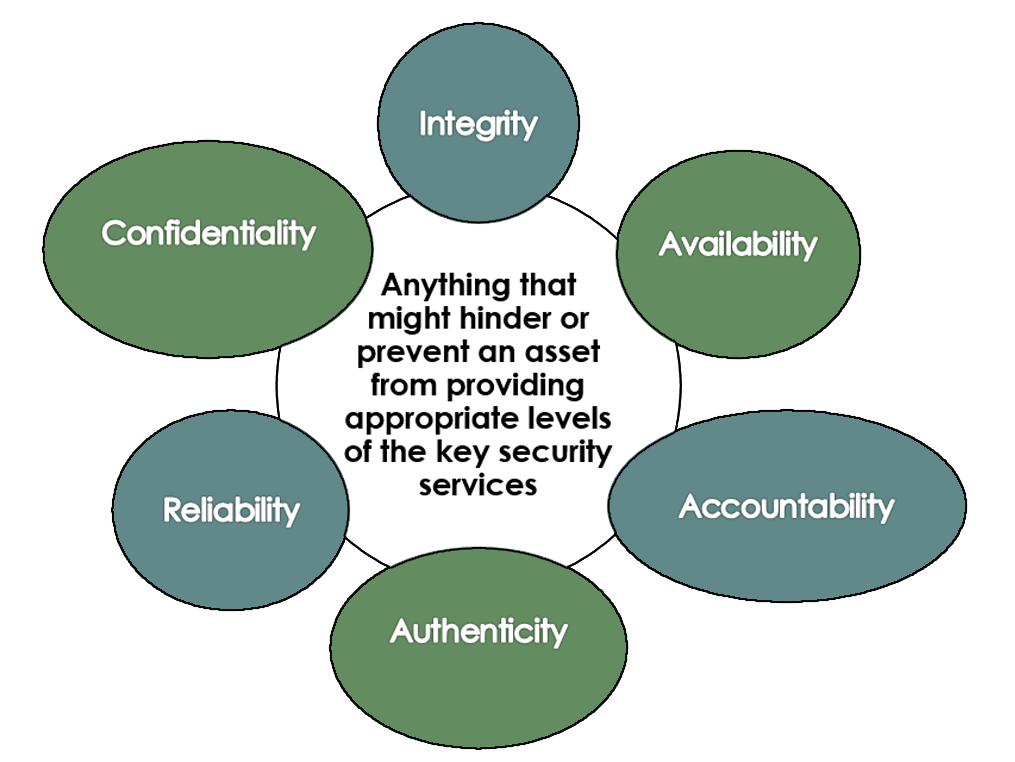 Integrity
Confidentiality
Availability
Anything that
might hinder or
prevent an asset
from providing
appropriate levels
of the key security
services
Reliability
Accountability
Authenticity